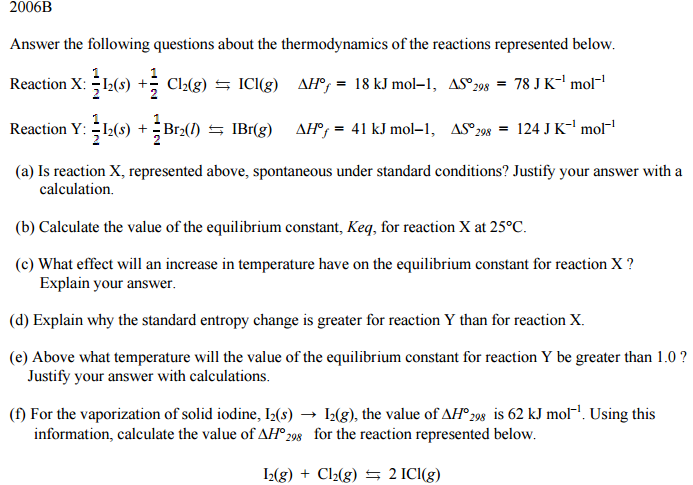 2006B
Answer the following questions about the thermodynamics of the reactions represented below.
Reaction X: 1/2 I₂(s) + 1/2 Cl₂(g) ⇆ ICl(g) ΔH°f = 18 kJ mol–1, ΔS°298 = 78 J K⁻¹ mol⁻¹
Reaction Y: 1/2 I₂(s) + 1/2 Br₂(l) ⇆ IBr(g) ΔH°f = 41 kJ mol–1, ΔS°298 = 124 J K⁻¹ mol⁻¹
(a) Is reaction X, represented above, spontaneous under standard conditions? Justify your answer with a
calculation.
(b) Calculate the value of the equilibrium constant, Keq, for reaction X at 25°C.
(c) What effect will an increase in temperature have on the equilibrium constant for reaction X ?
Explain your answer.
(d) Explain why the standard entropy change is greater for reaction Y than for reaction X.
(e) Above what temperature will the value of the equilibrium constant for reaction Y be greater than 1.0 ?
Justify your answer with calculations.
(f) For the vaporization of solid iodine, I₂(s) → I₂(g), the value of ΔH°298 is 62 kJ mol⁻¹. Using this
information, calculate the value of ΔH°298 for the reaction represented below.
I₂(g) + Cl₂(g) ⇆ 2 ICl(g)